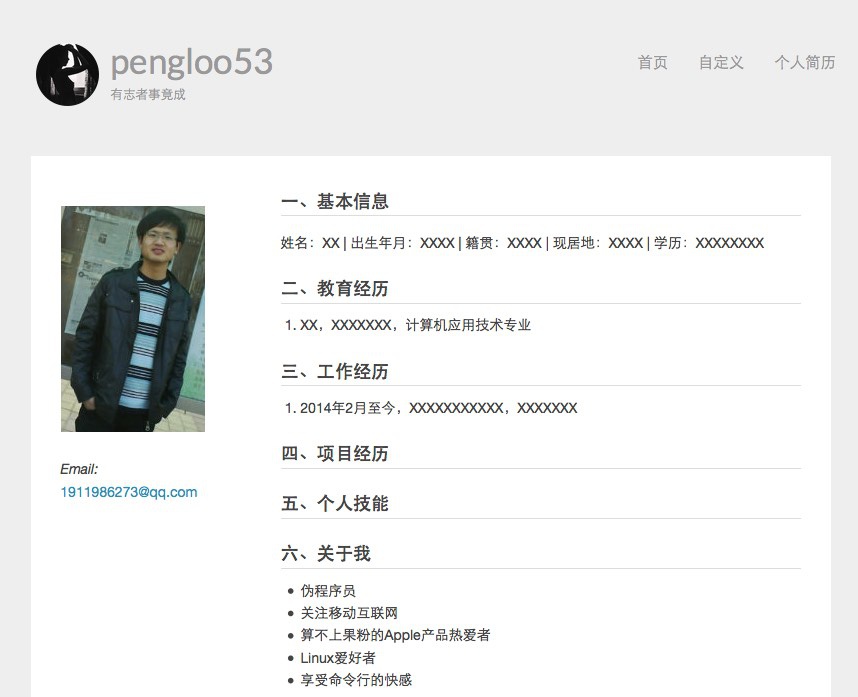 pengloo53
有志者事竟成
首页 自定义 个人简历
一、基本信息
姓名：XX | 出生年月：XXXX | 籍贯：XXXX | 现居地：XXXX | 学历：XXXXXXXX
二、教育经历
1. XX，XXXXXXX，计算机应用技术专业
三、工作经历
1. 2014年2月至今，XXXXXXXXXXX，XXXXXXX
四、项目经历
五、个人技能
六、关于我
• 伪程序员
• 关注移动互联网
• 算不上果粉的Apple产品热爱者
• Linux爱好者
• 享受命令行的快感
Email:
1911986273@qq.com